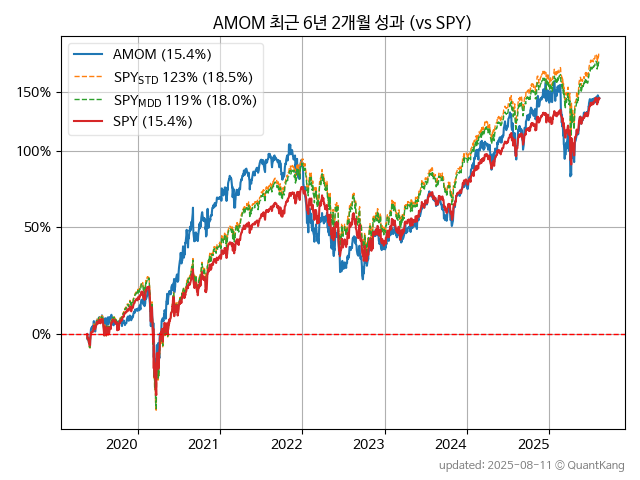 AMOM 최근 6년 2개월 성과 (vs SPY)
AMOM (15.4%)
SPY_STD 123% (18.5%)
SPY_MDD 119% (18.0%)
SPY (15.4%)
150%
100%
50%
0%
2020 2021 2022 2023 2024 2025
updated: 2025-08-11 © QuantKang